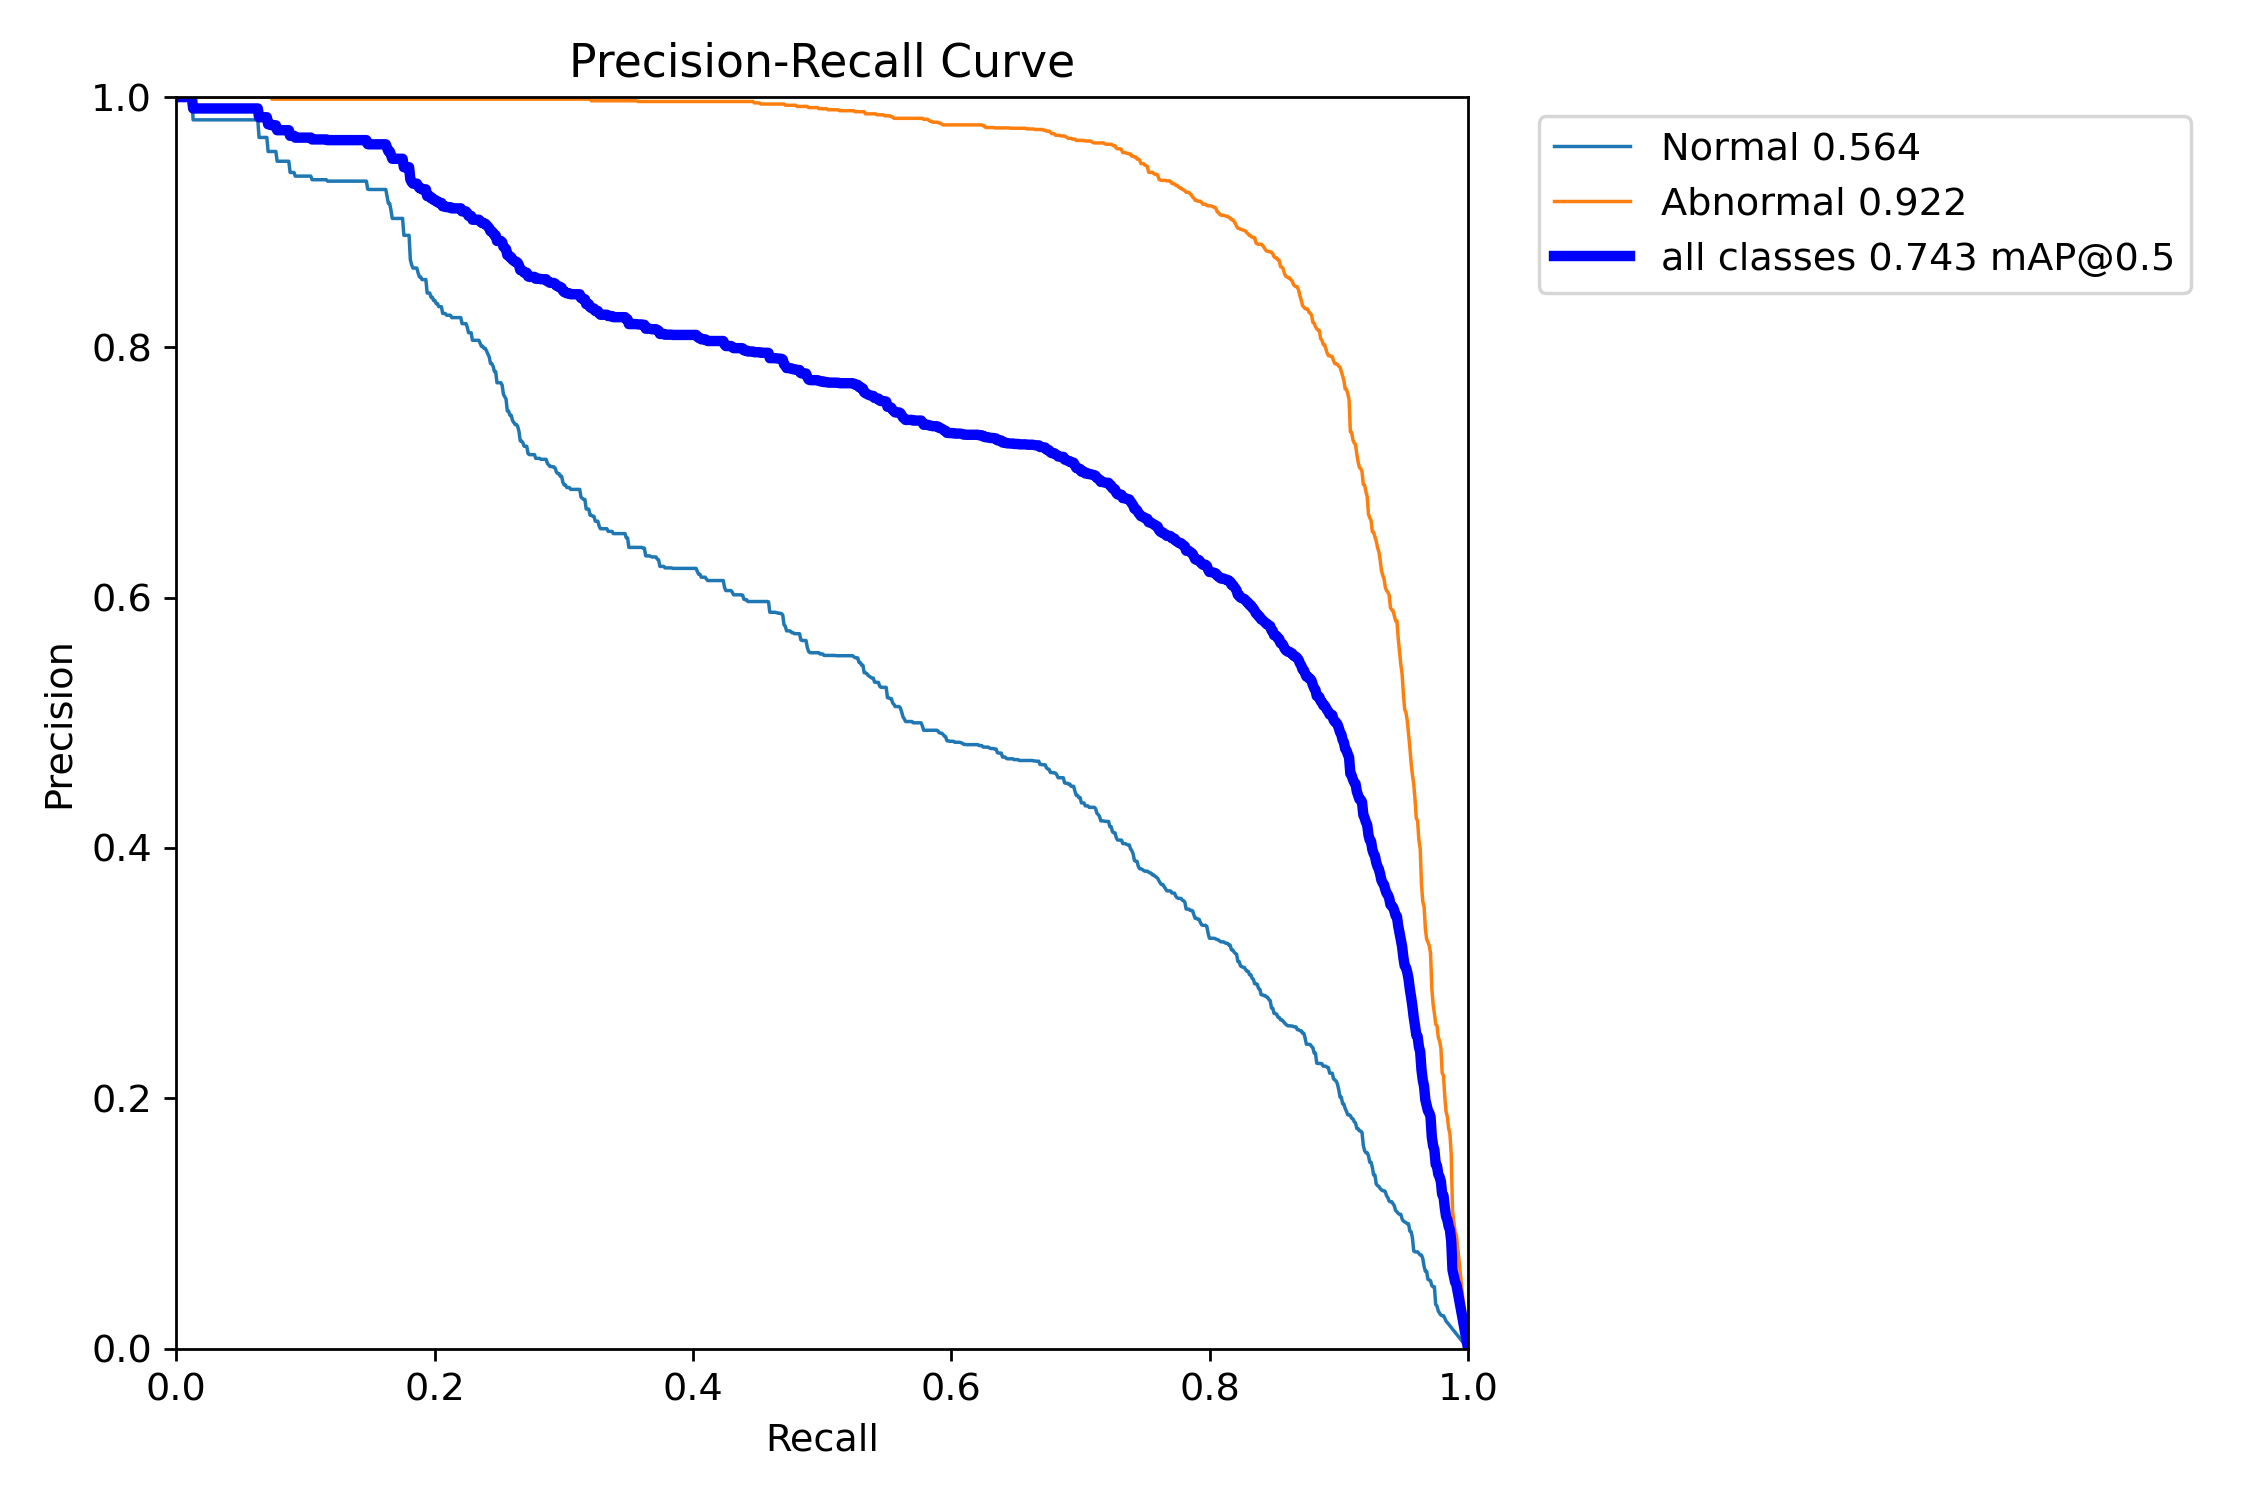 Precision-Recall Curve
Normal 0.564
Abnormal 0.922
all classes 0.743 mAP@0.5
Precision
1.0
0.8
0.6
0.4
0.2
0.0
0.0 0.2 0.4 0.6 0.8 1.0
Recall